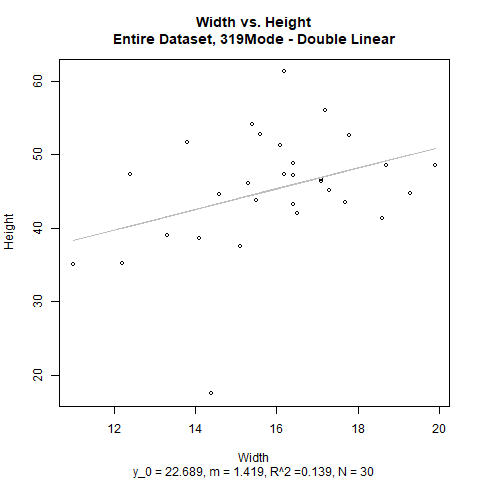 Width vs. Height
Entire Dataset, 319Mode - Double Linear
60
50
40
30
20
Height
12 14 16 18 20
Width
y_0 = 22.689, m = 1.419, R^2 =0.139, N = 30